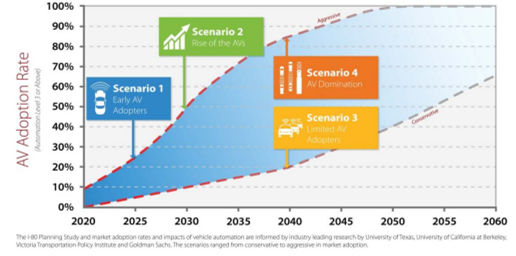 100%
90%
80%
70%
60%
50%
40%
30%
20%
10%
0%
AV Adoption Rate
(Automation Level 1 or Above)
Scenario 1
Early AV
Adopters
Scenario 2
Rise of the AVs
Aggressive
Scenario 4
AV Domination
Scenario 3
Limited AV
Adopters
Conservative
2020
2025
2030
2035
2040
2045
2050
2055
2060
The I-80 Planning Study and market adoption rates and impacts of vehicle automation are informed by industry leading research by University of Texas, University of California at Berkeley,
Victoria Transportation Policy Institute and Goldman Sachs. The scenarios ranged from conservative to aggressive in market adoption.